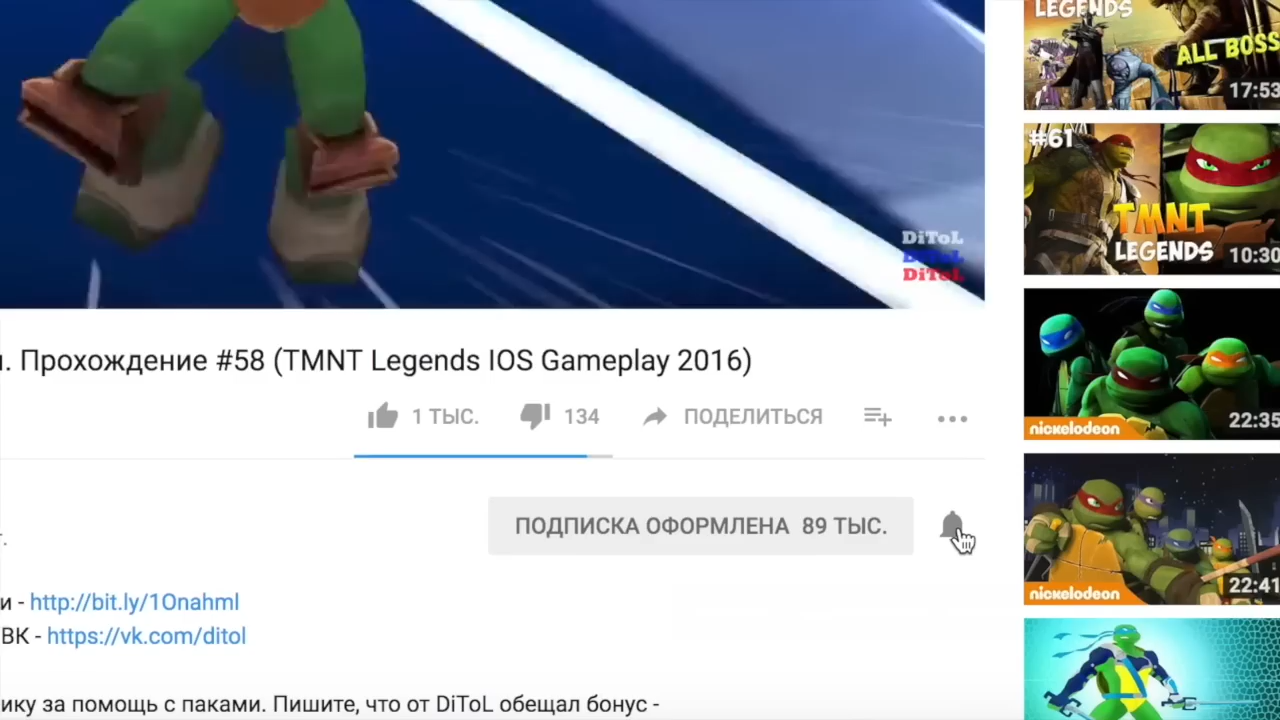 LEGENDS
ALL BOSS
17:53
#61
TMNT
LEGENDS
10:30
DiToL
DiToL
DiToL
nickelodeon
22:35
. Прохождение #58 (TMNT Legends IOS Gameplay 2016)
1 ТЫС.
134
ПОДЕЛИТЬСЯ
ПОДПИСКА ОФОРМЛЕНА 89 ТЫС.
nickelodeon
22:41
и - http://bit.ly/1Onahml
ВК - https://vk.com/ditol
ику за помощь с паками. Пишите, что от DiToL обещал бонус -